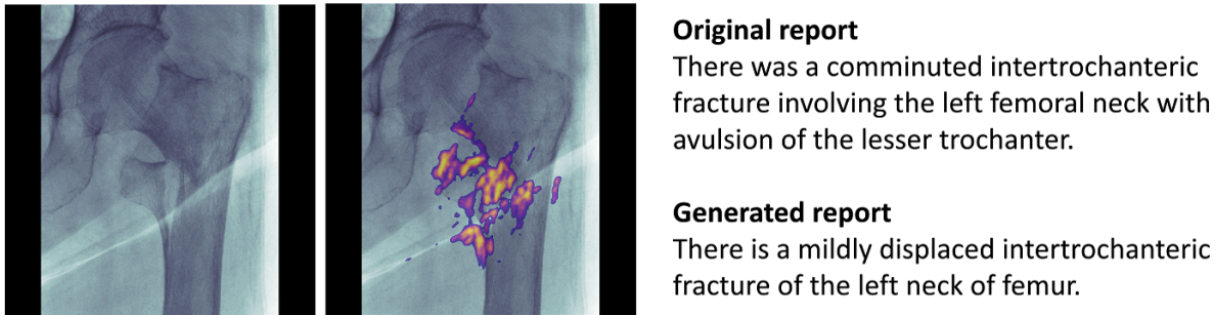 Original report
There was a comminuted intertrochanteric
fracture involving the left femoral neck with
avulsion of the lesser trochanter.
Generated report
There is a mildly displaced intertrochanteric
fracture of the left neck of femur.